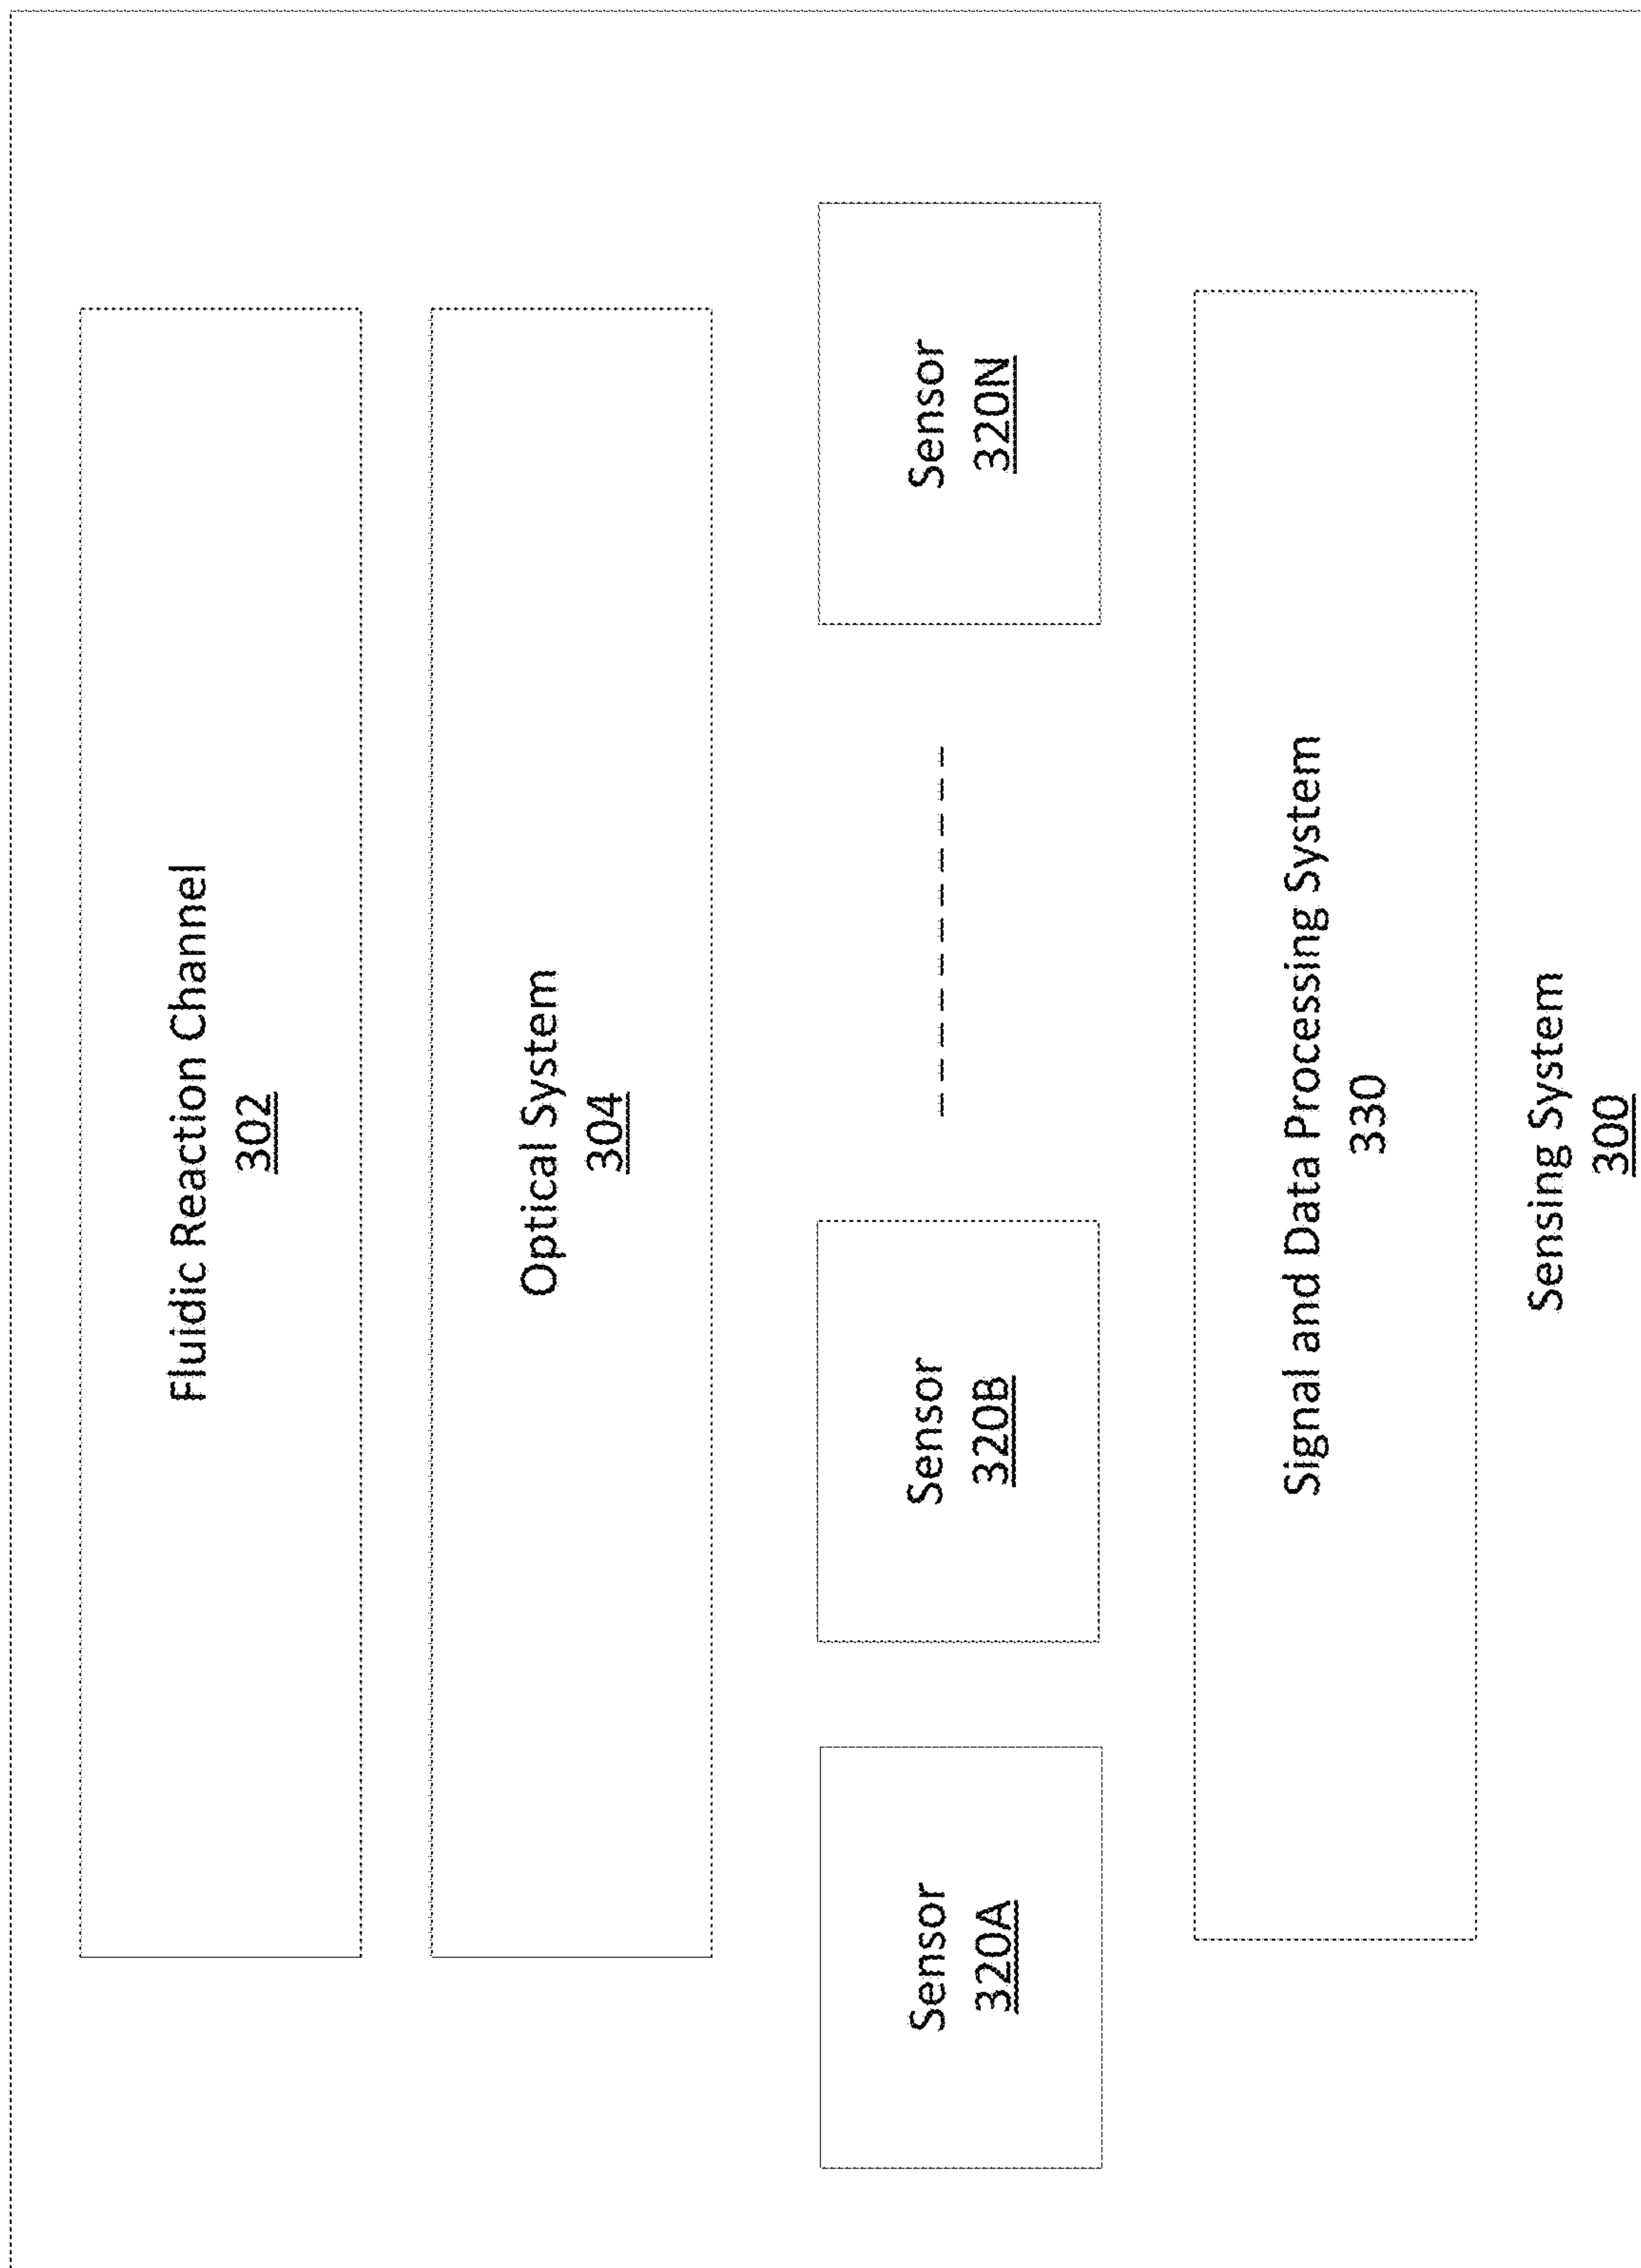 Fluidic Reaction Channel
302
Optical System
304
Sensor
320A
Sensor
320B
Sensor
320N
Signal and Data Processing System
330
Sensing System
300